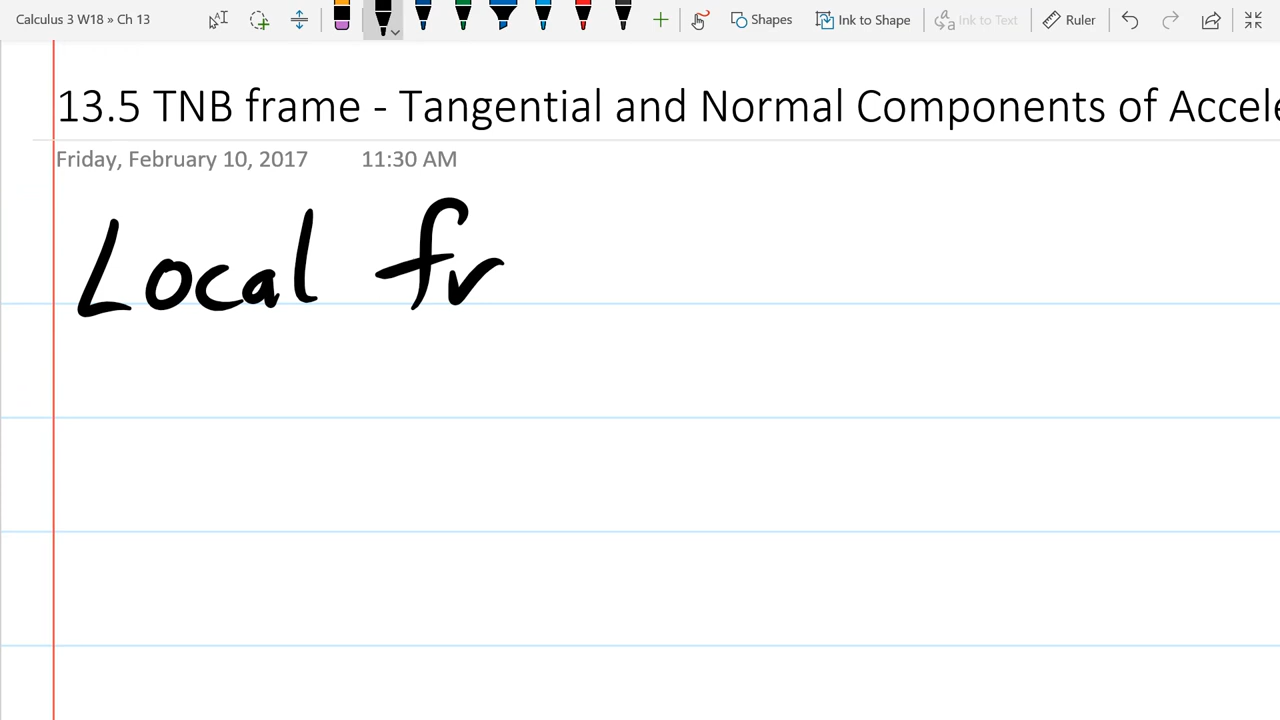 Calculus 3 W18 » Ch 13
Shapes
Ink to Shape
Ink to Text
Ruler
13.5 TNB frame - Tangential and Normal Components of Accele
Friday, February 10, 2017 11:30 AM
Local fr